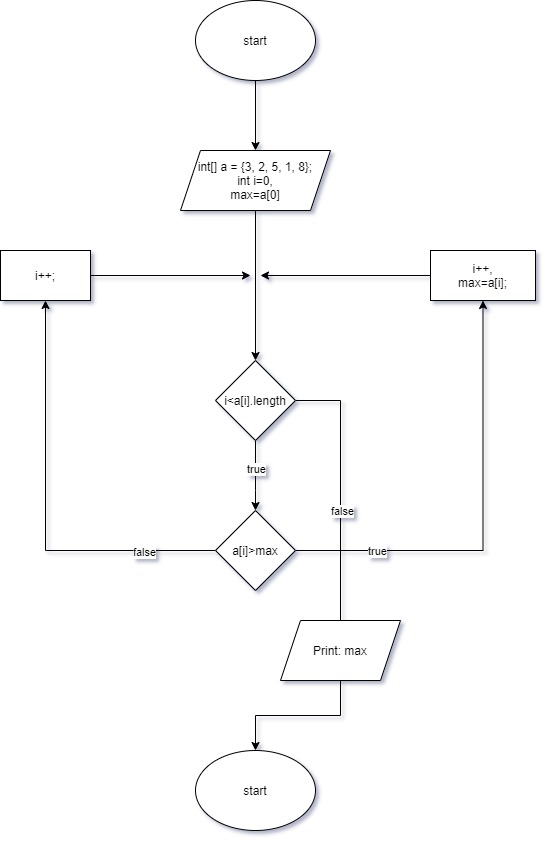 start
int[] a = {3, 2, 5, 1, 8};
int i=0,
max=a[0]
i++;
i++,
max=a[i];
i<a[i].length
true
false
a[i]>max
false
true
Print: max
start